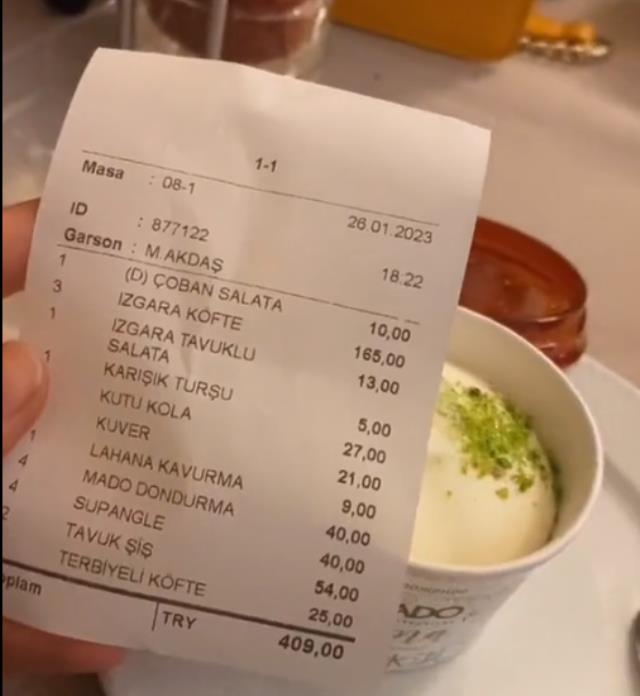 1-1
Masa : 08-1
26.01.2023
ID : 877122
18:22
Garson : M.AKDAŞ
1 (D) ÇOBAN SALATA 10,00
3 IZGARA KÖFTE 165,00
1 IZGARA TAVUKLU SALATA 13,00
1 KARIŞIK TURŞU 5,00
KUTU KOLA 27,00
KUVER 21,00
1 LAHANA KAVURMA 9,00
4 MADO DONDURMA 40,00
4 SUPANGLE 40,00
2 TAVUK ŞİŞ 54,00
TERBİYELİ KÖFTE 25,00
oplam TRY 409,00
ADO